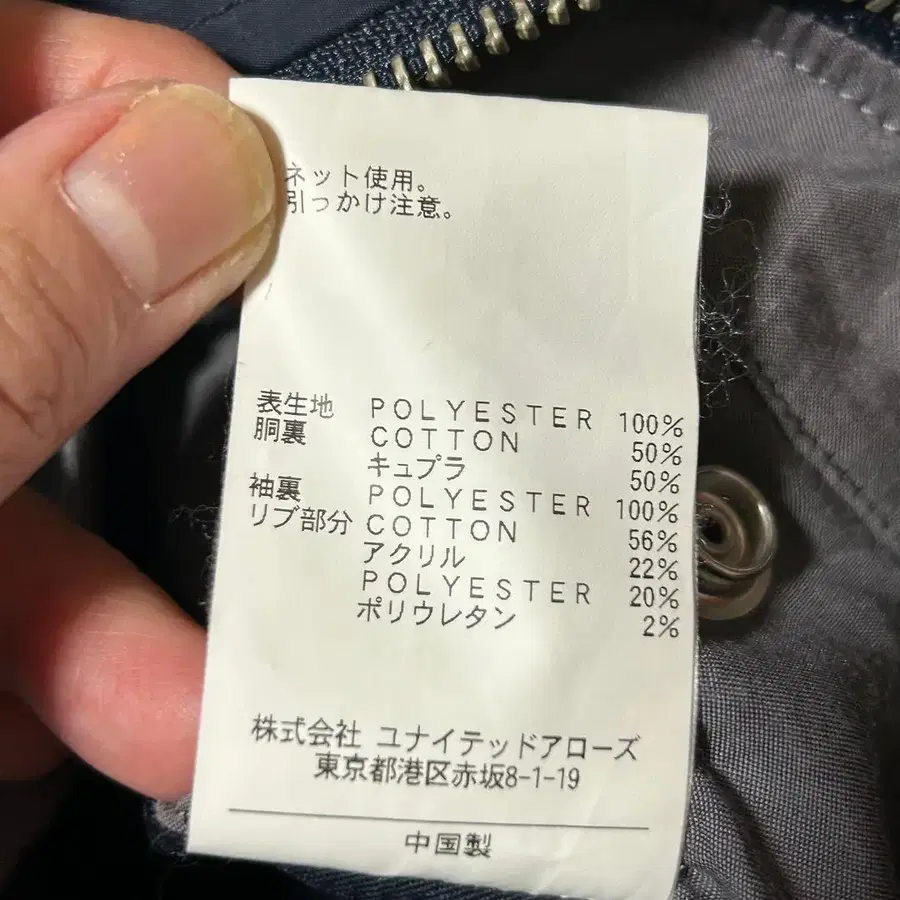 ネット使用。
引っかけ注意。
表生地 POLYESTER 100%
胴裏 COTTON 50%
キュプラ 50%
袖裏 POLYESTER 100%
リブ部分 COTTON 56%
アクリル 22%
POLYESTER 20%
ポリウレタン 2%
株式会社 ユナイテッドアローズ
東京都港区赤坂8-1-19
中国製